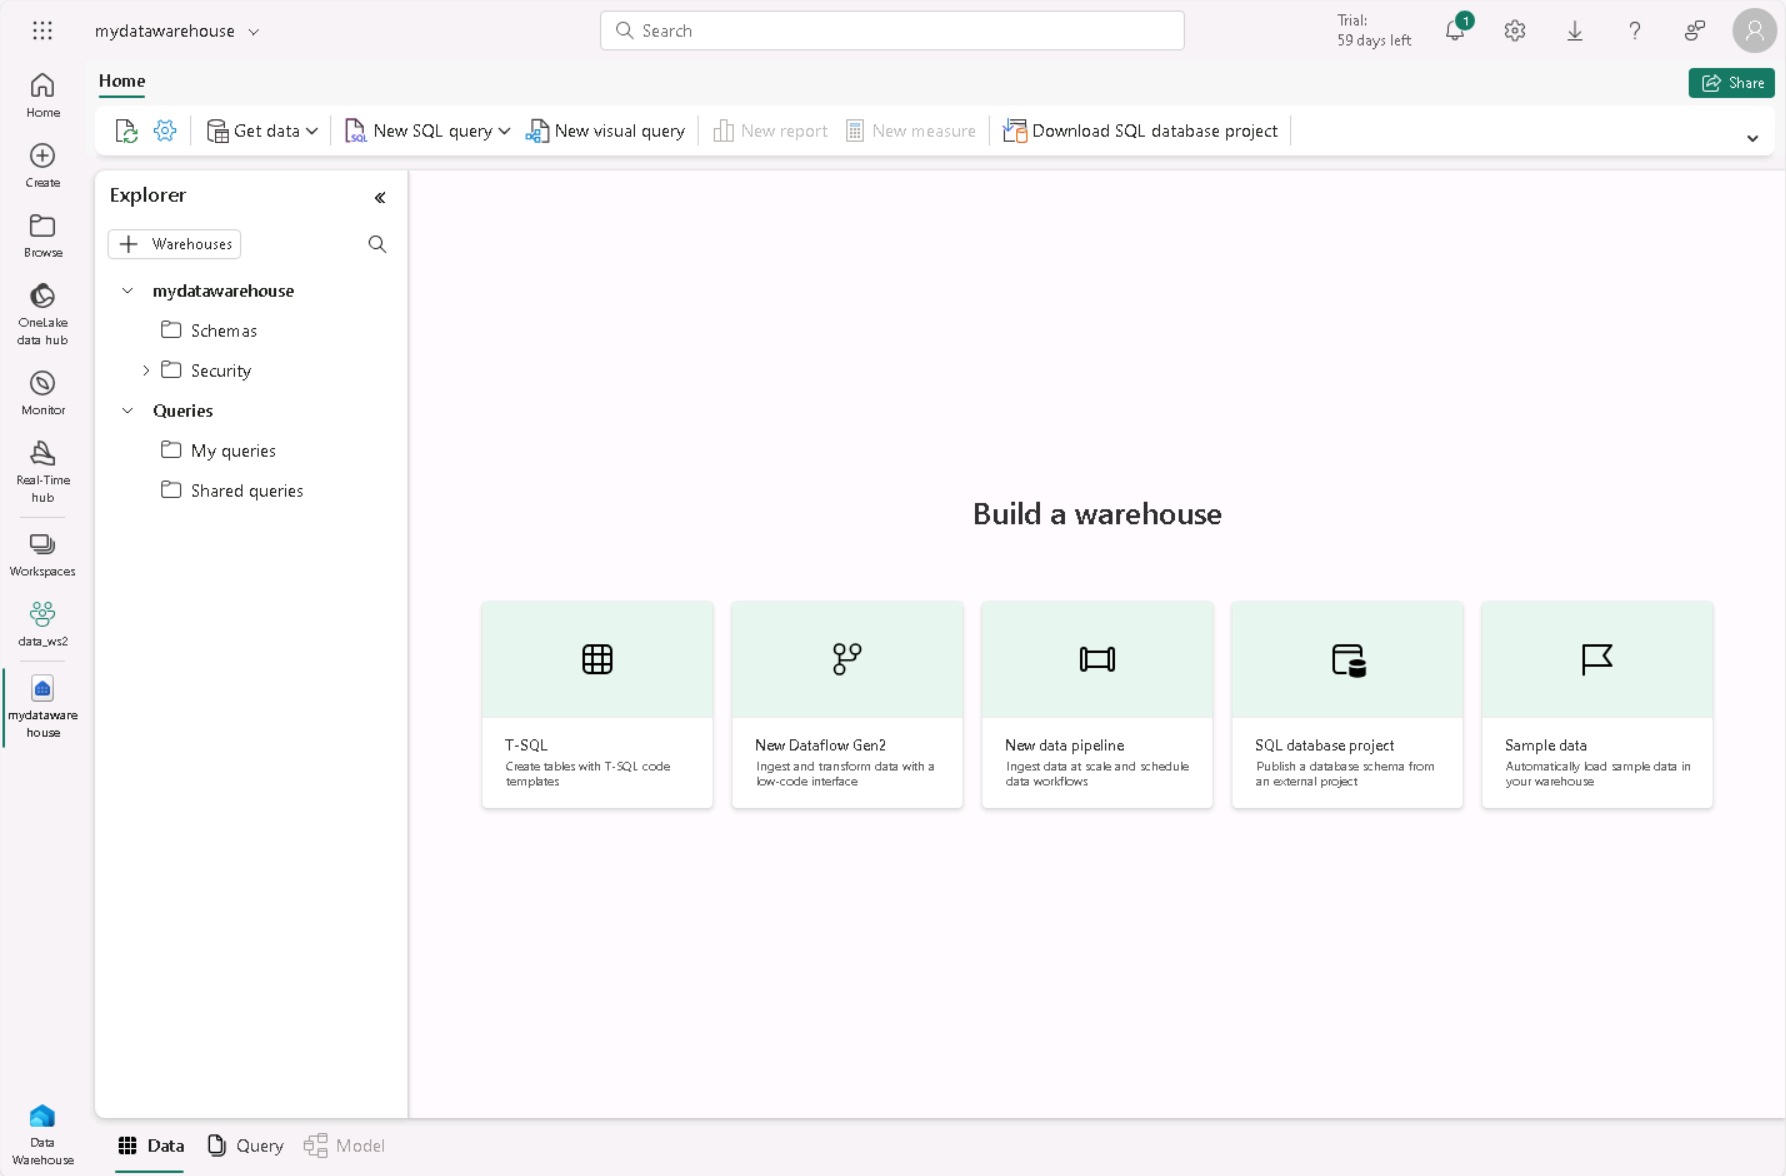 mydatawarehouse
Search
Trial:
59 days left
1
Home
Share
Get data
SQL
New SQL query
New visual query
New report
New measure
Download SQL database project
Home
Create
Browse
OneLake
data hub
Monitor
Real-Time
hub
Workspaces
data_ws2
mydataware
house
Data
Warehouse
Explorer
Warehouses
mydatawarehouse
Schemas
Security
Queries
My queries
Shared queries
Build a warehouse
T-SQL
Create tables with T-SQL code
templates
New Dataflow Gen2
Ingest and transform data with a
low-code interface
New data pipeline
Ingest data at scale and schedule
data workflows
SQL database project
Publish a database schema from
an external project
Sample data
Automatically load sample data in
your warehouse
Data
Query
Model